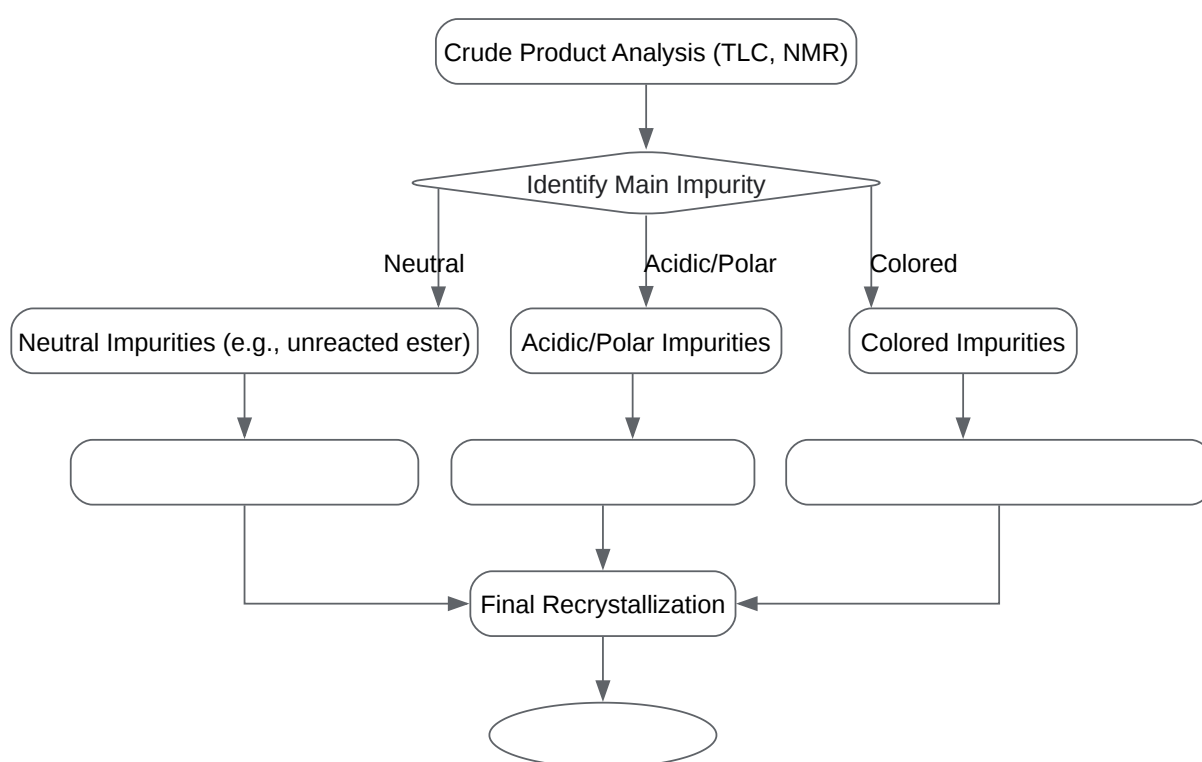 Crude Product Analysis (TLC, NMR)
Identify Main Impurity
Neutral
Acidic/Polar
Colored
Neutral Impurities (e.g., unreacted ester)
Acidic/Polar Impurities
Colored Impurities
Final Recrystallization